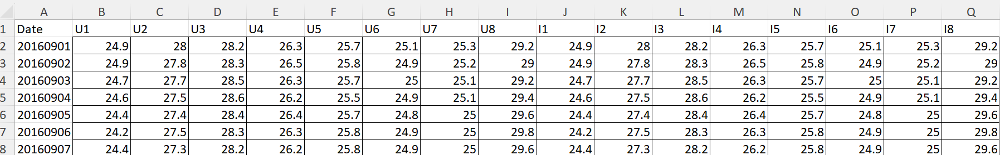 A B C D E F G H I J K L M N O P Q
1 Date U1 U2 U3 U4 U5 U6 U7 U8 I1 I2 I3 I4 I5 I6 I7 I8
2 20160901 24.9 28 28.2 26.3 25.7 25.1 25.3 29.2 24.9 28 28.2 26.3 25.7 25.1 25.3 29.2
3 20160902 24.9 27.8 28.3 26.5 25.8 24.9 25.2 29 24.9 27.8 28.3 26.5 25.8 24.9 25.2 29
4 20160903 24.7 27.7 28.5 26.3 25.7 25 25.1 29.2 24.7 27.7 28.5 26.3 25.7 25 25.1 29.2
5 20160904 24.6 27.5 28.6 26.2 25.5 24.9 25.1 29.4 24.6 27.5 28.6 26.2 25.5 24.9 25.1 29.4
6 20160905 24.4 27.4 28.4 26.4 25.7 24.8 25 29.6 24.4 27.4 28.4 26.4 25.7 24.8 25 29.6
7 20160906 24.2 27.5 28.3 26.3 25.8 24.9 25 29.8 24.2 27.5 28.3 26.3 25.8 24.9 25 29.8
8 20160907 24.4 27.3 28.2 26.2 25.8 24.9 25 29.6 24.4 27.3 28.2 26.2 25.8 24.9 25 29.6